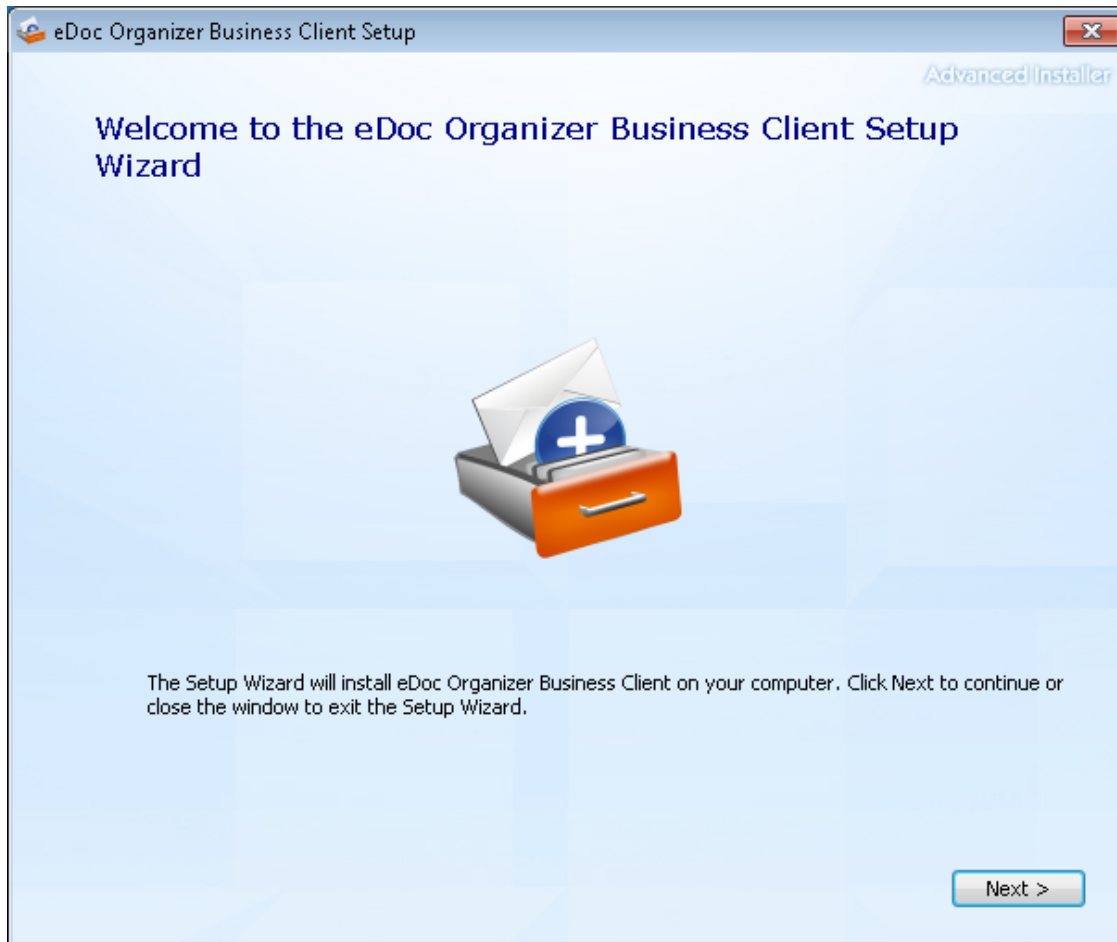 eDoc Organizer Business Client Setup
Advanced Installer
Welcome to the eDoc Organizer Business Client Setup
Wizard
The Setup Wizard will install eDoc Organizer Business Client on your computer. Click Next to continue or
close the window to exit the Setup Wizard.
Next >